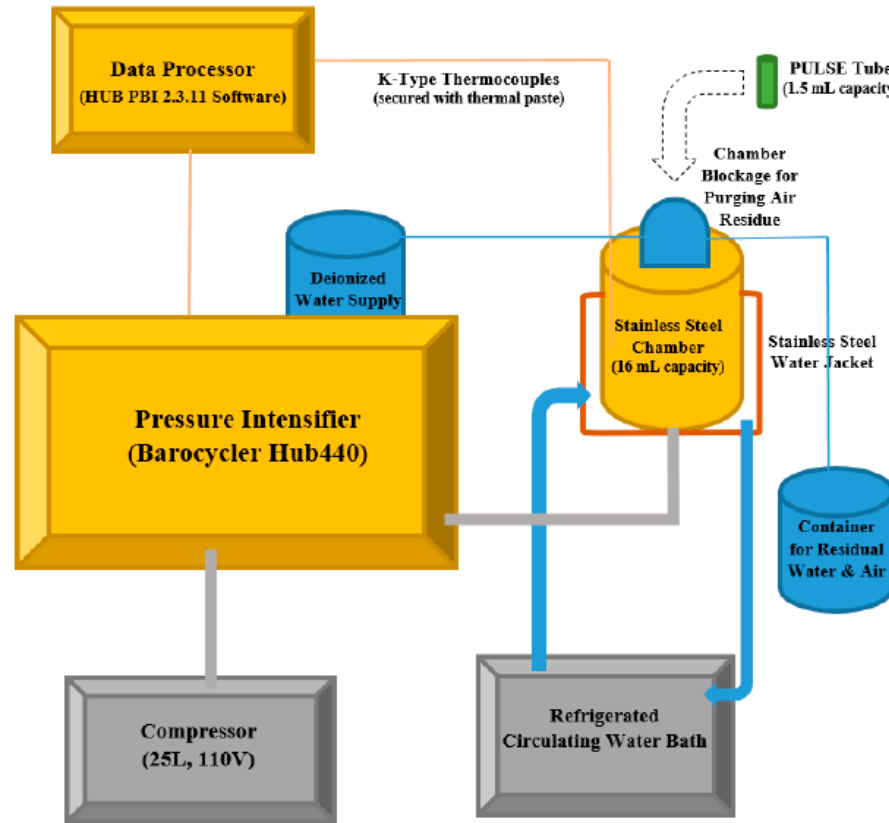 Data Processor
(HUB PBI 2.3.11 Software)
K-Type Thermocouples
(secured with thermal paste)
PULSE Tube
(1.5 mL capacity
Chamber
Blockage for
Purging Air
Residue
Deionized
Water Supply
Stainless Steel
Chamber
(16 mL capacity)
Stainless Steel
Water Jacket
Pressure Intensifier
(Barocycler Hub440)
Container
for Residual
Water & Air
Compressor
(25L, 110V)
Refrigerated
Circulating Water Bath